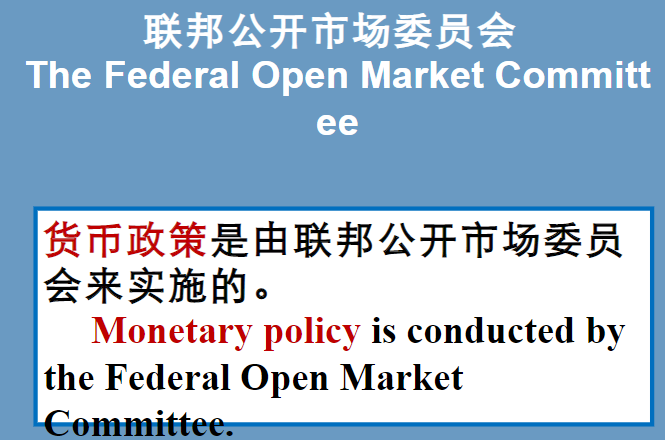 联邦公开市场委员会
The Federal Open Market Committ
ee
货币政策是由联邦公开市场委员
会来实施的。
Monetary policy is conducted by
the Federal Open Market
Committee.